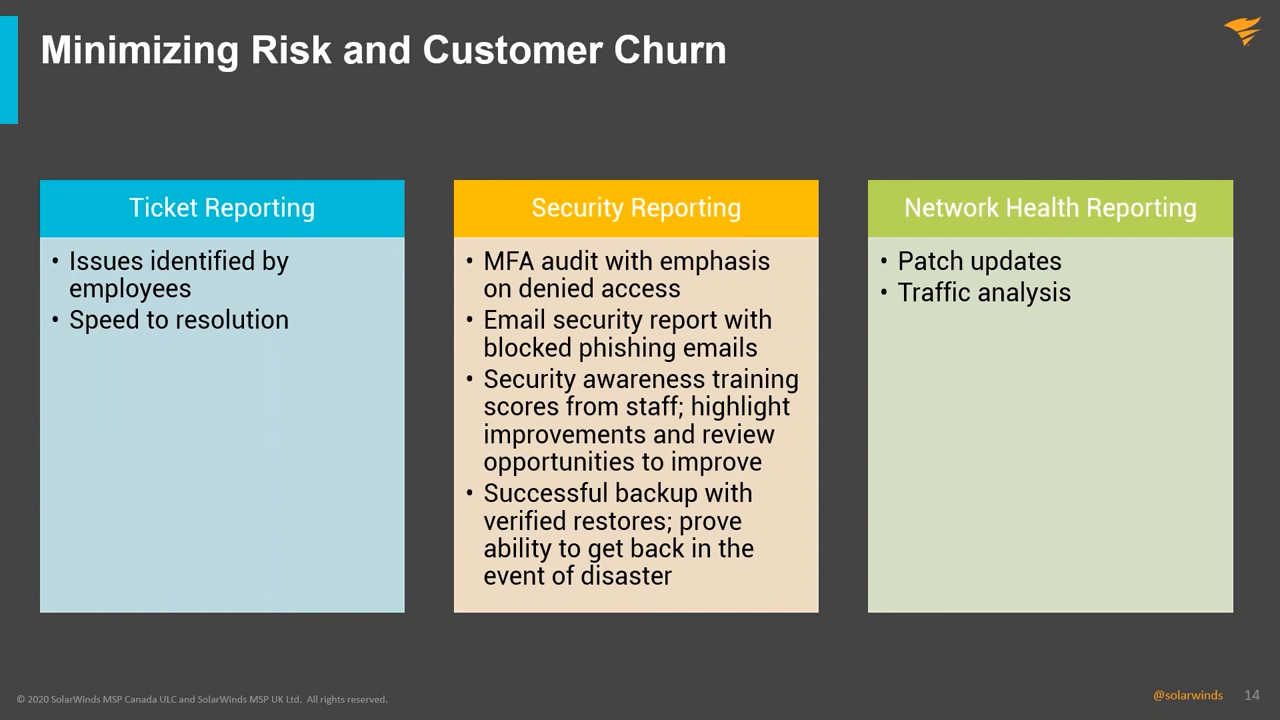 Minimizing Risk and Customer Churn
Ticket Reporting
• Issues identified by
employees
• Speed to resolution
Security Reporting
• MFA audit with emphasis
on denied access
• Email security report with
blocked phishing emails
• Security awareness training
scores from staff; highlight
improvements and review
opportunities to improve
• Successful backup with
verified restores; prove
ability to get back in the
event of disaster
Network Health Reporting
• Patch updates
• Traffic analysis
© 2020 SolarWinds MSP Canada ULC and SolarWinds MSP UK Ltd. All rights reserved.
@solarwinds 14